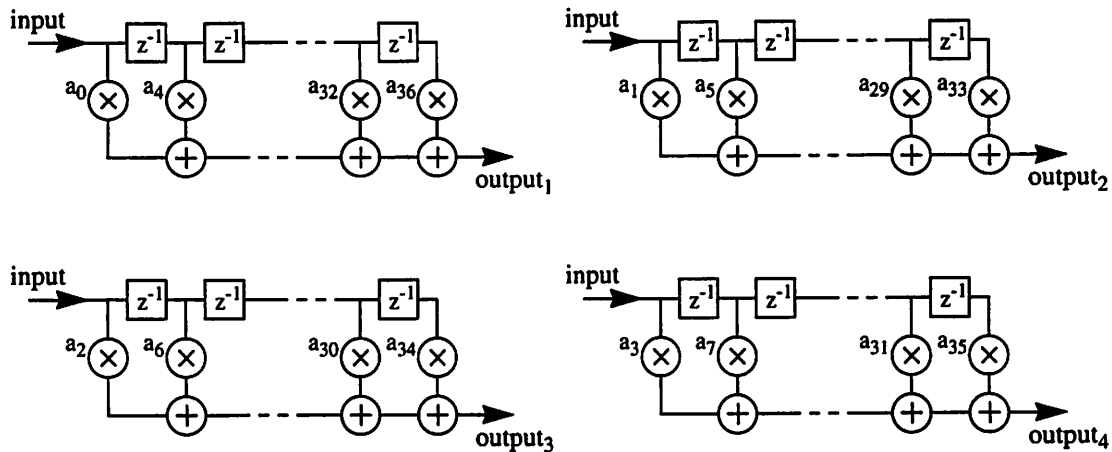 input
z⁻¹ z⁻¹ z⁻¹
a₀ a₄ a₃₂ a₃₆
output₁
input
z⁻¹ z⁻¹ z⁻¹
a₁ a₅ a₂₉ a₃₃
output₂
input
z⁻¹ z⁻¹ z⁻¹
a₂ a₆ a₃₀ a₃₄
output₃
input
z⁻¹ z⁻¹ z⁻¹
a₃ a₇ a₃₁ a₃₅
output₄